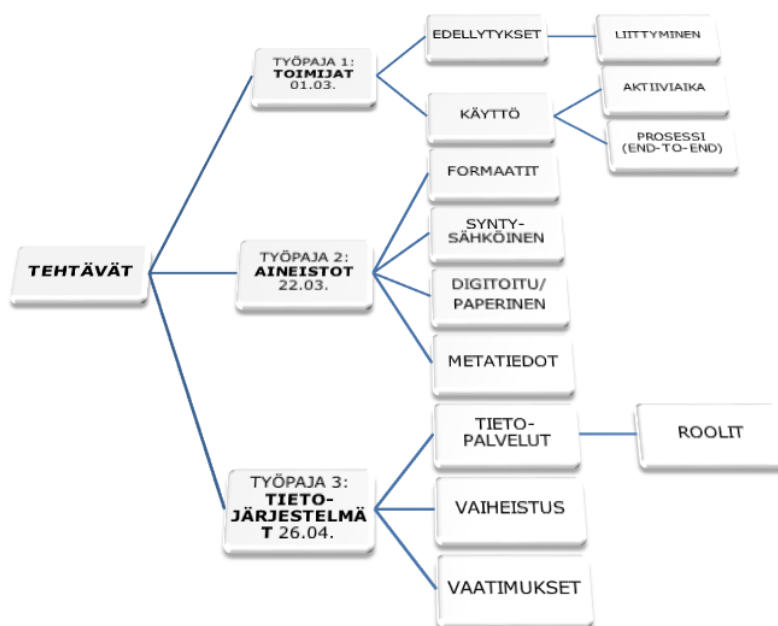 TEHTÄVÄT
TYÖPAJA 1:
TOIMIJAT
01.03.
EDELLYTYKSET
LIITTYMINEN
KÄYTTÖ
AKTIIVIAIKA
PROSESSI
(END-TO-END)
TYÖPAJA 2:
AINEISTOT
22.03.
FORMAATIT
SYNTY-
SÄHKÖINEN
DIGITOITU/
PAPERINEN
METATIEDOT
TYÖPAJA 3:
TIETO-
JÄRJESTELMÄ
T 26.04.
TIETO-
PALVELUT
ROOLIT
VAIHEISTUS
VAATIMUKSET